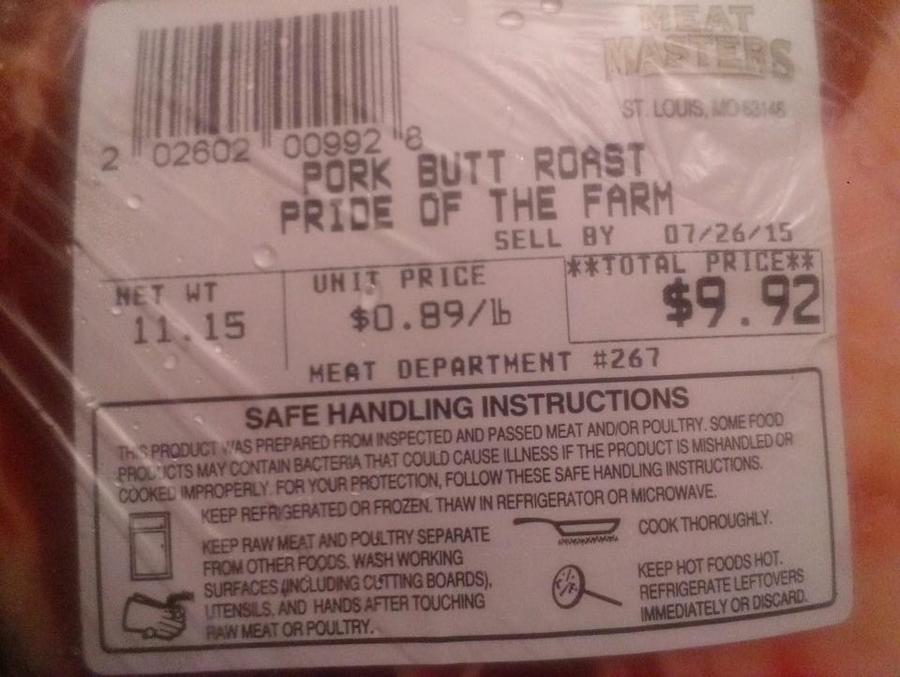 MEAT
MASTERS
ST. LOUIS, MO 63146
2 02602 00992 8
PORK BUTT ROAST
PRIDE OF THE FARM
SELL BY 07/26/15
NET WT UNIT PRICE **TOTAL PRICE**
11.15 $0.89/lb $9.92
MEAT DEPARTMENT #267
SAFE HANDLING INSTRUCTIONS
THIS PRODUCT WAS PREPARED FROM INSPECTED AND PASSED MEAT AND/OR POULTRY. SOME FOOD
PRODUCTS MAY CONTAIN BACTERIA THAT COULD CAUSE ILLNESS IF THE PRODUCT IS MISHANDLED OR
COOKED IMPROPERLY. FOR YOUR PROTECTION, FOLLOW THESE SAFE HANDLING INSTRUCTIONS.
KEEP REFRIGERATED OR FROZEN. THAW IN REFRIGERATOR OR MICROWAVE.
KEEP RAW MEAT AND POULTRY SEPARATE
FROM OTHER FOODS. WASH WORKING
SURFACES (INCLUDING CUTTING BOARDS),
UTENSILS, AND HANDS AFTER TOUCHING
RAW MEAT OR POULTRY.
COOK THOROUGHLY.
KEEP HOT FOODS HOT.
REFRIGERATE LEFTOVERS
IMMEDIATELY OR DISCARD.